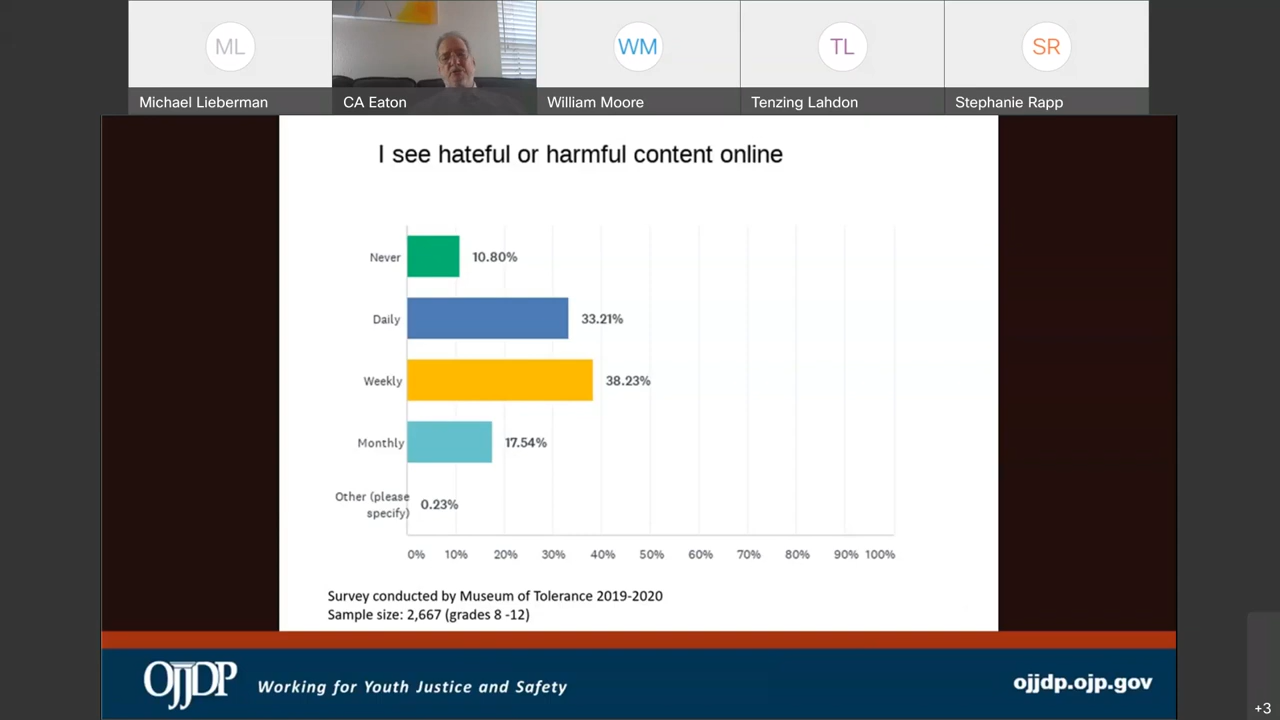 ML
WM
TL
SR
Michael Lieberman
CA Eaton
William Moore
Tenzing Lahdon
Stephanie Rapp
I see hateful or harmful content online
Never
10.80%
Daily
33.21%
Weekly
38.23%
Monthly
17.54%
Other (please
specify)
0.23%
0% 10% 20% 30% 40% 50% 60% 70% 80% 90% 100%
Survey conducted by Museum of Tolerance 2019-2020
Sample size: 2,667 (grades 8 -12)
OJJDP
Working for Youth Justice and Safety
ojjdp.ojp.gov
+3